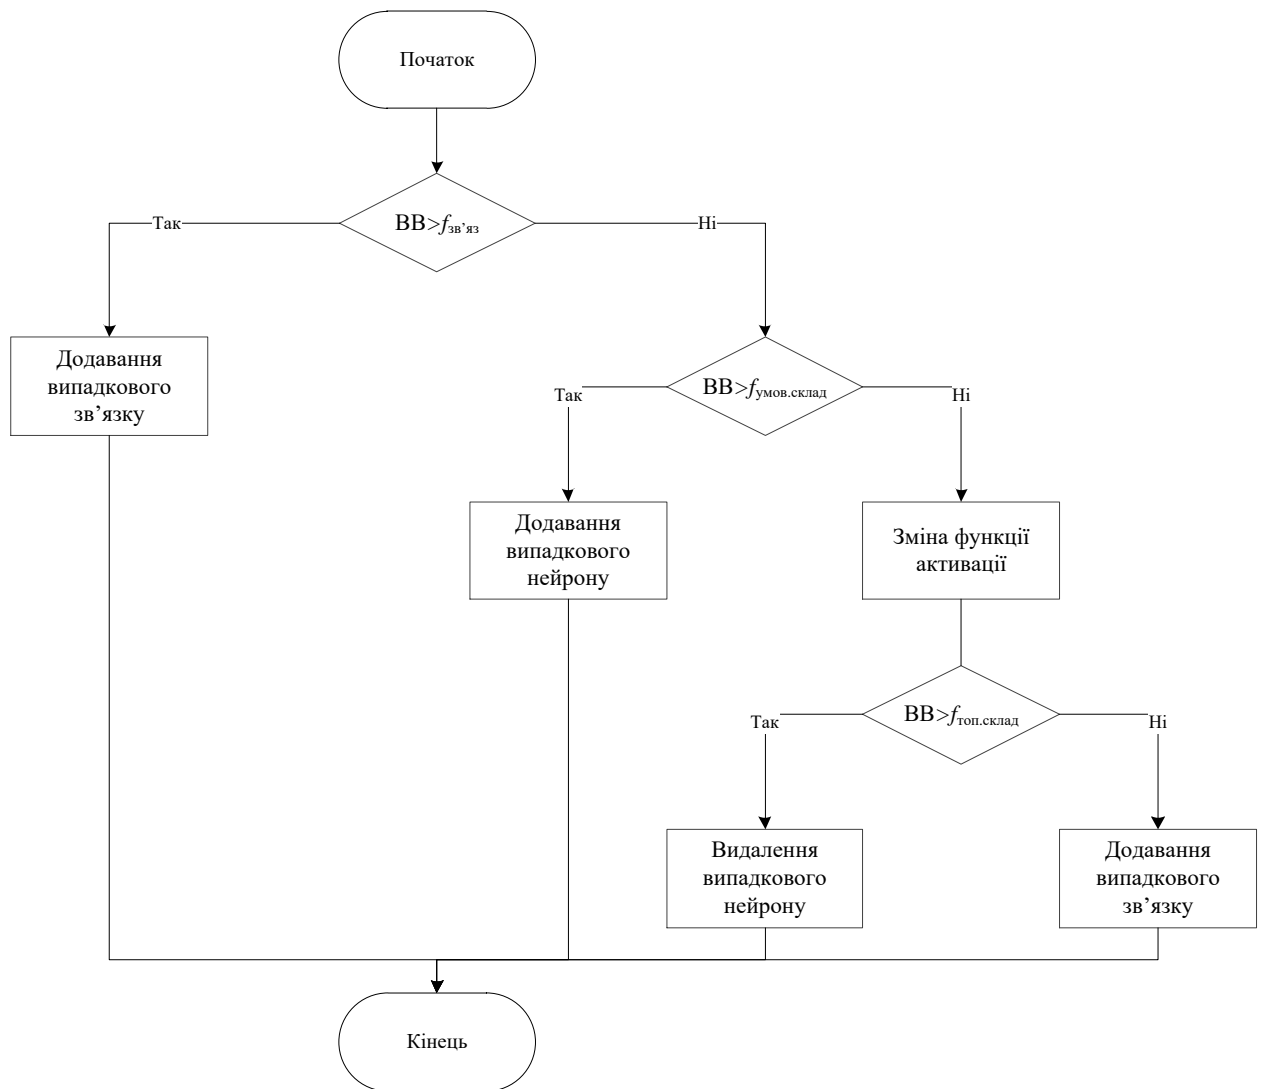 Початок
ВВ>fзв’яз
Так
Ні
Додавання
випадкового
зв’язку
ВВ>fумов.склад
Так
Ні
Додавання
випадкового
нейрону
Зміна функції
активації
ВВ>fтоп.склад
Так
Ні
Видалення
випадкового
нейрону
Додавання
випадкового
зв’язку
Кінець